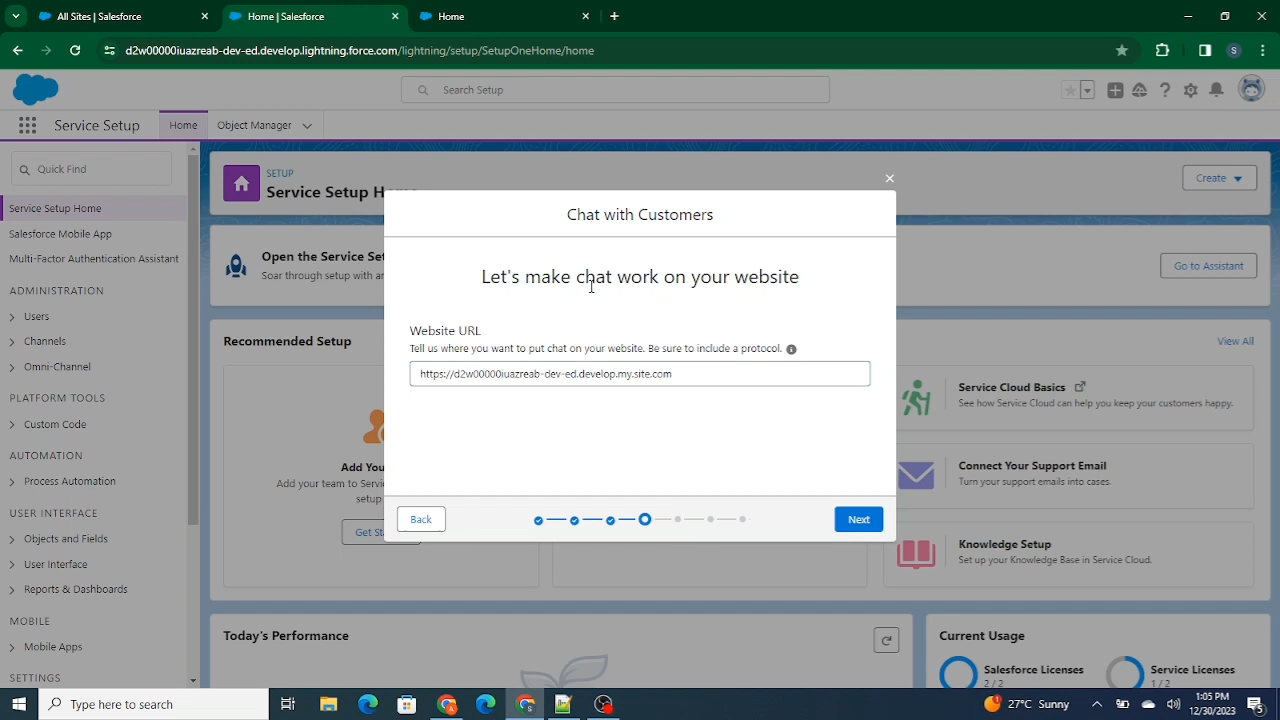 All Sites | Salesforce
Home | Salesforce
Home
d2w00000iuazreab-dev-ed.develop.lightning.force.com/lightning/setup/SetupOneHome/home
S
Search Setup
Service Setup
Home
Object Manager
Quick Find
Service Setup Home
Salesforce Mobile App
Multi-Factor Authentication Assistant
ADMINISTRATION
Users
Channels
Omni-Channel
PLATFORM TOOLS
Custom Code
AUTOMATION
Process Automation
USER INTERFACE
Objects and Fields
User Interface
Reports & Dashboards
MOBILE
Mobile Apps
SETTINGS
SETUP
Service Setup H
Create
Open the Service Se
Soar through setup with ar
Go to Assistant
Recommended Setup
View All
Add You
Add your team to Servi
setup
Get Sta
Chat with Customers
Let's make chat work on your website
Website URL
Tell us where you want to put chat on your website. Be sure to include a protocol.
https://d2w00000iuazreab-dev-ed.develop.my.site.com
Back
Next
Service Cloud Basics
See how Service Cloud can help you keep your customers happy.
Connect Your Support Email
Turn your support emails into cases.
Knowledge Setup
Set up your Knowledge Base in Service Cloud.
Today's Performance
Current Usage
Salesforce Licenses
2 / 2
Service Licenses
1 / 2
Type here to search
27°C Sunny
1:05 PM
12/30/2023